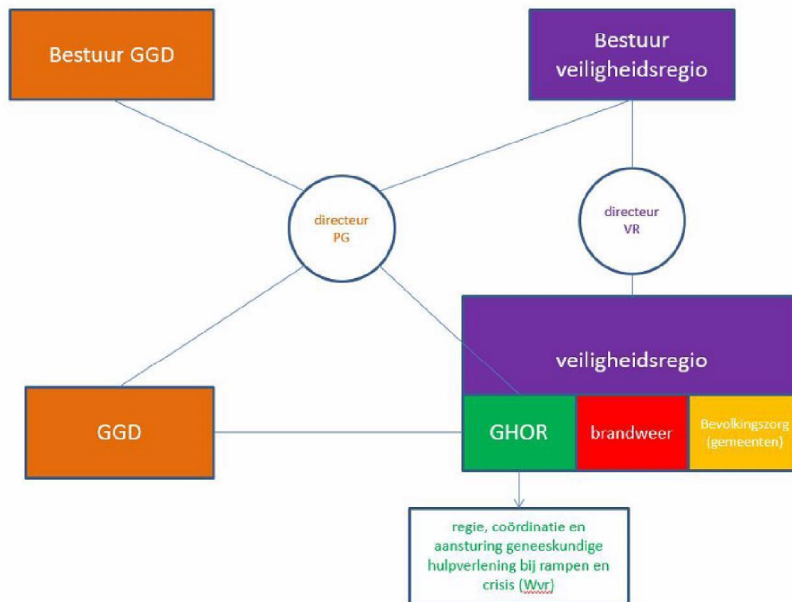 Bestuur GGD
Bestuur
veiligheidsregio
directeur
PG
directeur
VR
veiligheidsregio
GGD
GHOR
brandweer
Bevolkingszorg
(gemeenten)
regie, coördinatie en
aansturing geneeskundige
hulpverlening bij rampen en
crisis (Wvr)